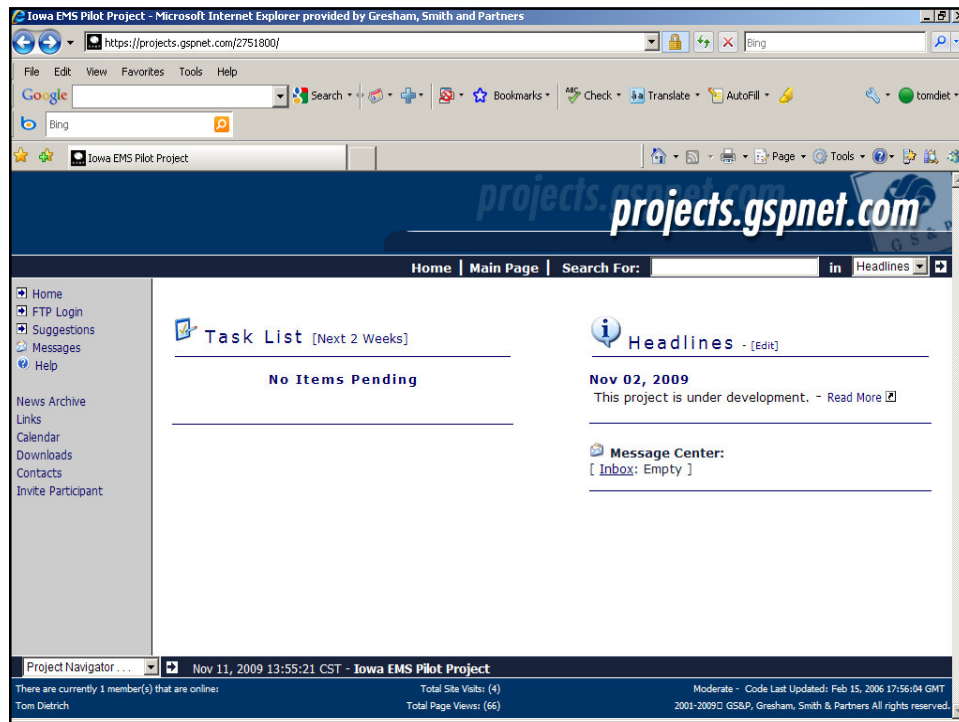 Iowa EMS Pilot Project - Microsoft Internet Explorer provided by Gresham, Smith and Partners
https://projects.gspnet.com/2751800/
Bing
File Edit View Favorites Tools Help
Google Search Bookmarks Check Translate AutoFill tomdiet
Bing
Iowa EMS Pilot Project Page Tools
projects.gspnet.com
projects.gspnet.com
GS&P
Home | Main Page | Search For: in Headlines
Home
FTP Login
Suggestions
Messages
Help
News Archive
Links
Calendar
Downloads
Contacts
Invite Participant
Task List [Next 2 Weeks]
No Items Pending
Headlines - [Edit]
Nov 02, 2009
This project is under development. - Read More
Message Center:
[ Inbox: Empty ]
Project Navigator . . . Nov 11, 2009 13:55:21 CST - Iowa EMS Pilot Project
There are currently 1 member(s) that are online: Total Site Visits: (4) Moderate - Code Last Updated: Feb 15, 2006 17:56:04 GMT
Tom Dietrich Total Page Views: (66) 2001-2009 GS&P, Gresham, Smith & Partners All rights reserved.